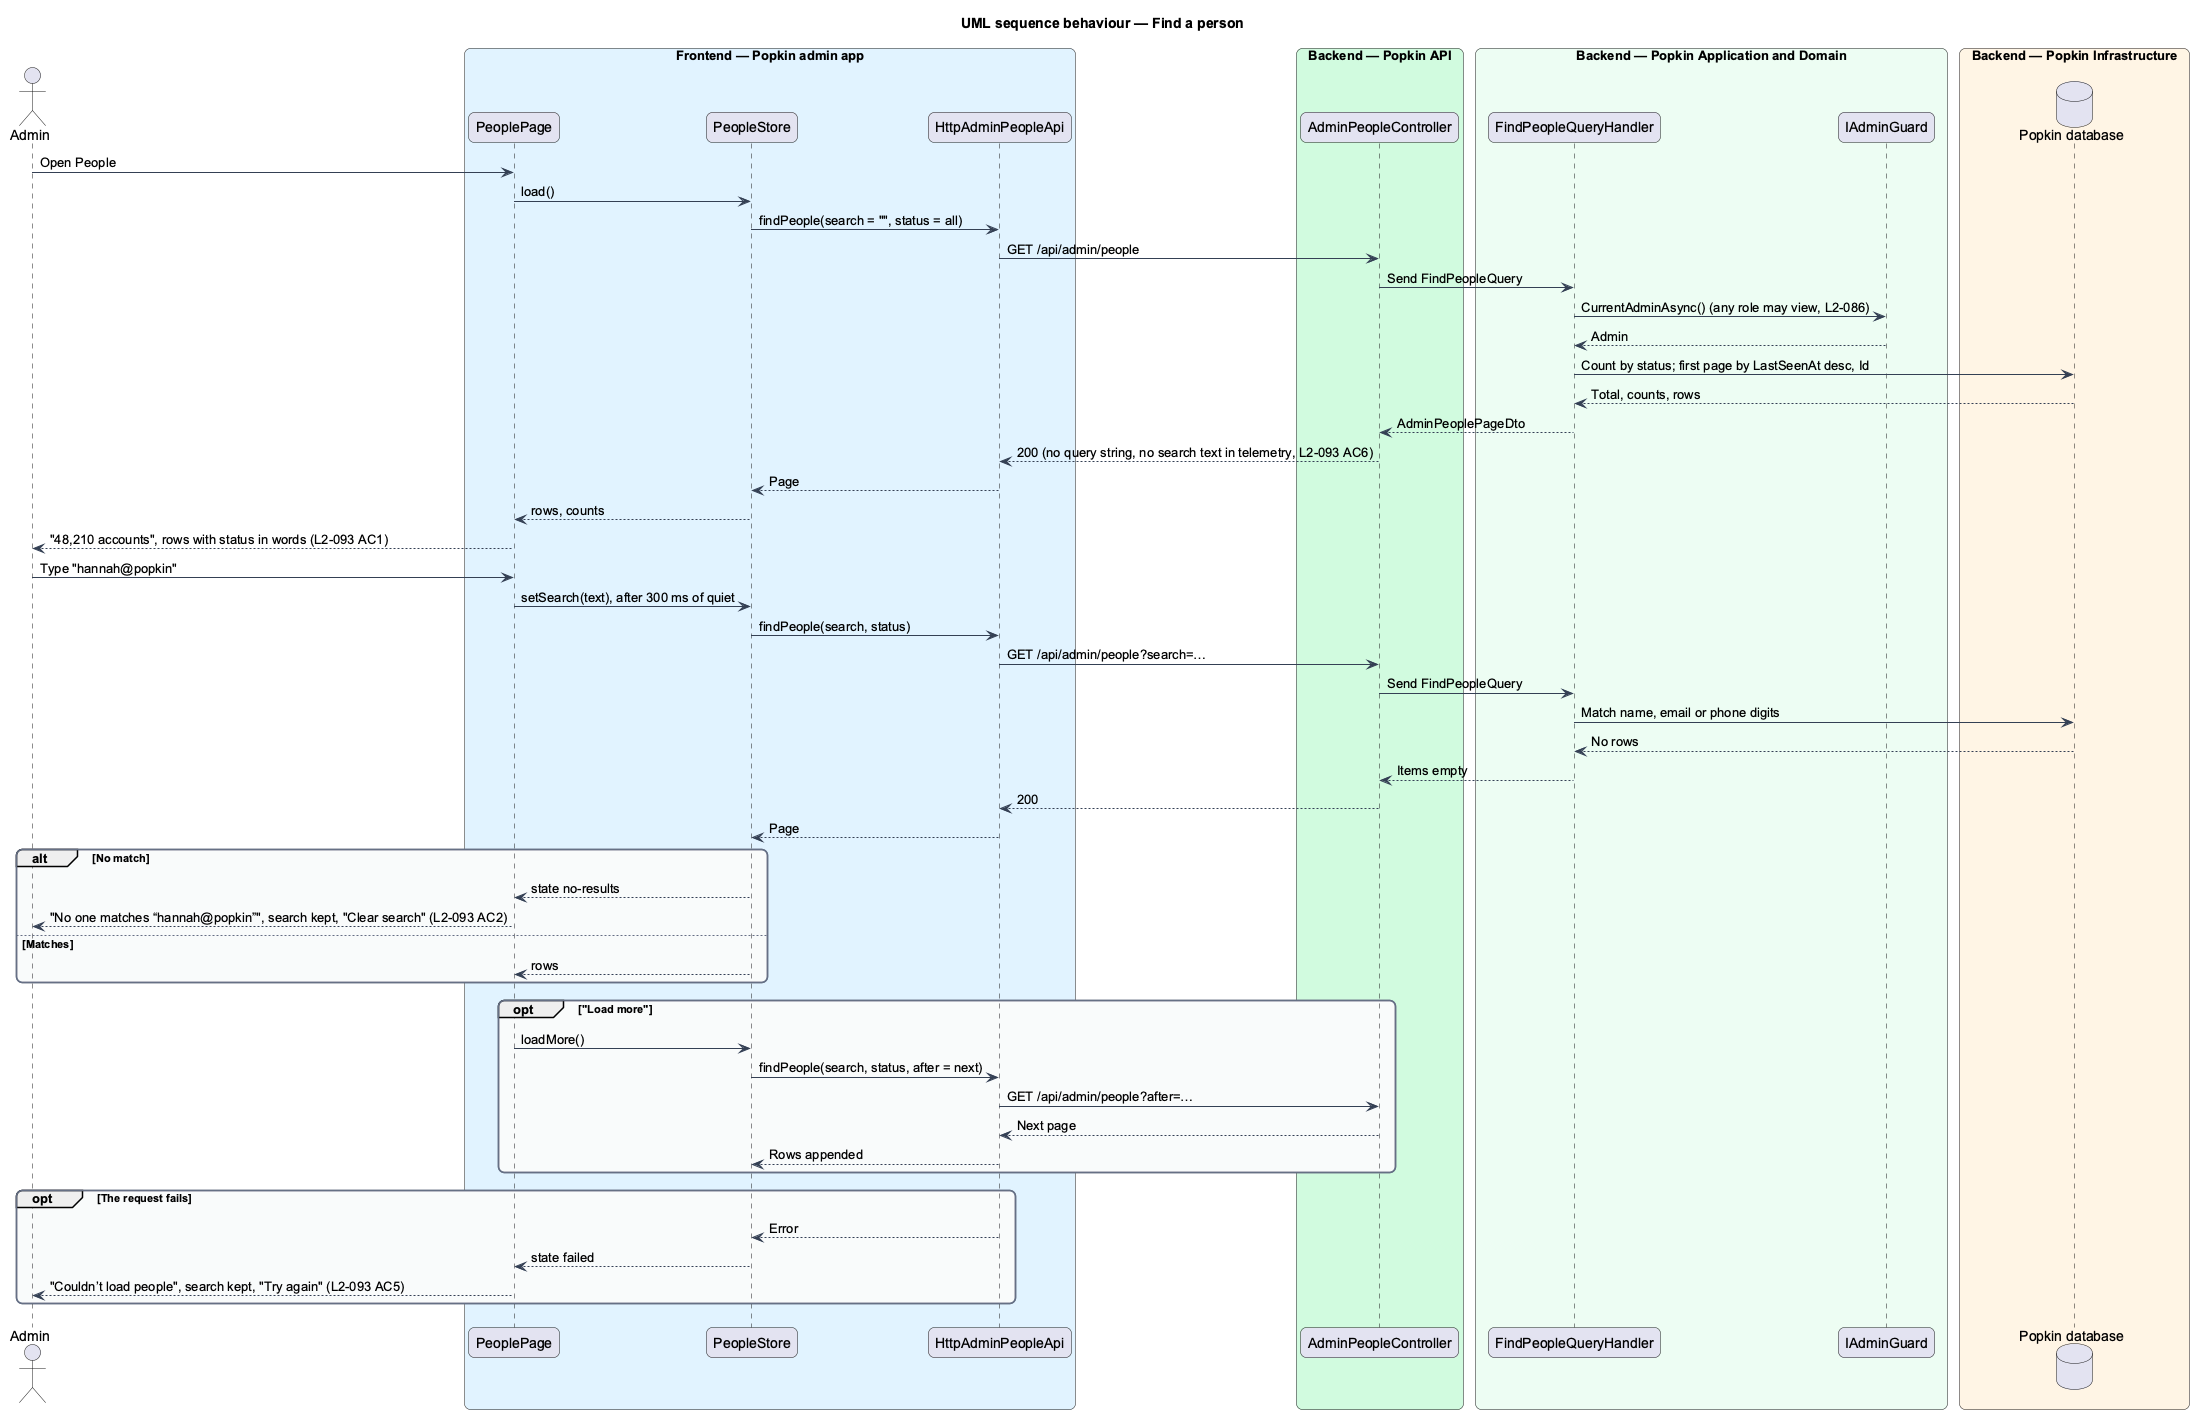 UML sequence behaviour — Find a person
Frontend — Popkin admin app
Backend — Popkin API
Backend — Popkin Application and Domain
Backend — Popkin Infrastructure
Admin
PeoplePage
PeopleStore
HttpAdminPeopleApi
AdminPeopleController
FindPeopleQueryHandler
IAdminGuard
Popkin database
Open People
load()
findPeople(search = "", status = all)
GET /api/admin/people
Send FindPeopleQuery
CurrentAdminAsync() (any role may view, L2-086)
Admin
Count by status; first page by LastSeenAt desc, Id
Total, counts, rows
AdminPeoplePageDto
200 (no query string, no search text in telemetry, L2-093 AC6)
Page
rows, counts
"48,210 accounts", rows with status in words (L2-093 AC1)
Type "hannah@popkin"
setSearch(text), after 300 ms of quiet
findPeople(search, status)
GET /api/admin/people?search=…
Send FindPeopleQuery
Match name, email or phone digits
No rows
Items empty
200
Page
alt [No match]
state no-results
"No one matches “hannah@popkin”", search kept, "Clear search" (L2-093 AC2)
[Matches]
rows
opt ["Load more"]
loadMore()
findPeople(search, status, after = next)
GET /api/admin/people?after=…
Next page
Rows appended
opt [The request fails]
Error
state failed
"Couldn’t load people", search kept, "Try again" (L2-093 AC5)
Admin
PeoplePage
PeopleStore
HttpAdminPeopleApi
AdminPeopleController
FindPeopleQueryHandler
IAdminGuard
Popkin database